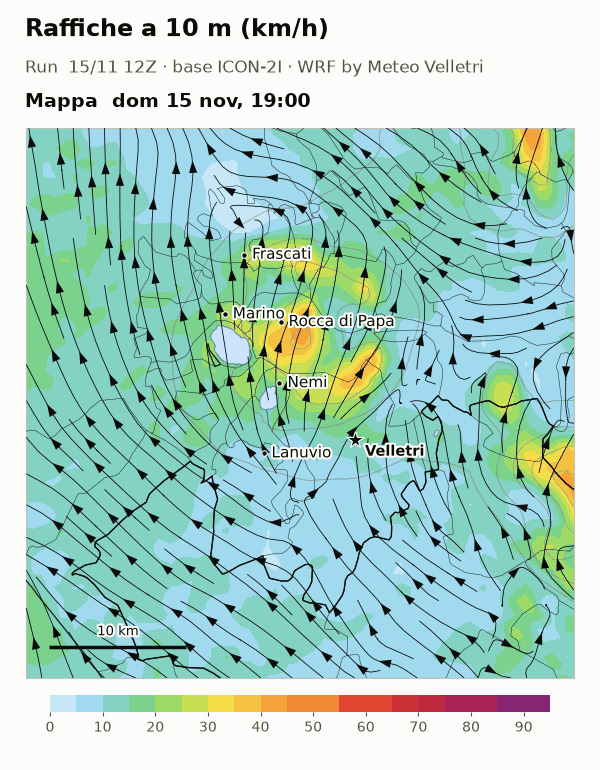 Raffiche a 10 m (km/h)
Run  15/11 12Z · base ICON-2I · WRF by Meteo Velletri
Mappa  dom 15 nov, 19:00
Frascati
Marino
Rocca di Papa
Nemi
Velletri
Lanuvio
10 km
0 10 20 30 40 50 60 70 80 90